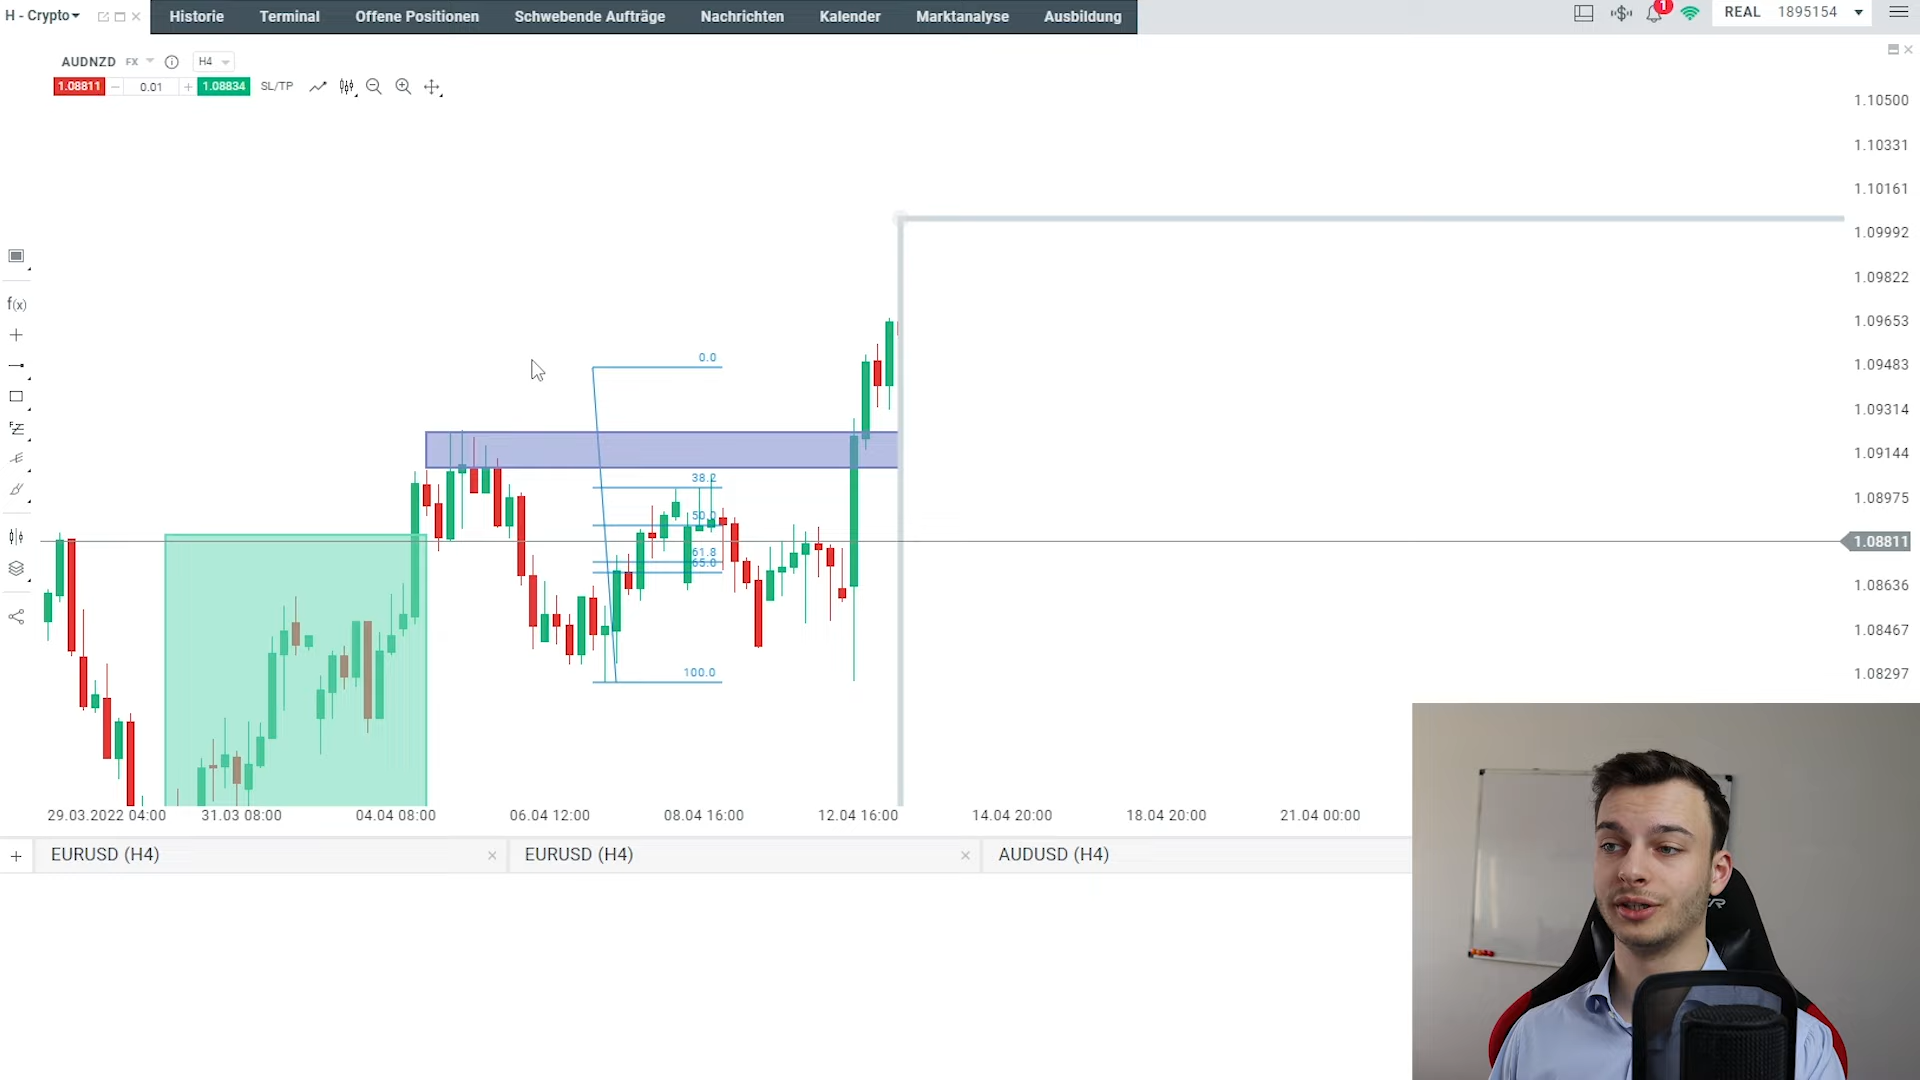 H - Crypto
Historie
Terminal
Offene Positionen
Schwebende Aufträge
Nachrichten
Kalender
Marktanalyse
Ausbildung
1
REAL 1895154
AUDNZD FX H4
1.08811 0.01 1.08834 SL/TP
1.10500
1.10331
1.10161
1.09992
1.09822
1.09653
1.09483
1.09314
1.09144
1.08975
1.08811
1.08636
1.08467
1.08297
f(x)
0.0
38.2
50.0
61.8
65.0
100.0
29.03.2022 04:00
31.03 08:00
04.04 08:00
06.04 12:00
08.04 16:00
12.04 16:00
14.04 20:00
18.04 20:00
21.04 00:00
EURUSD (H4)
EURUSD (H4)
AUDUSD (H4)